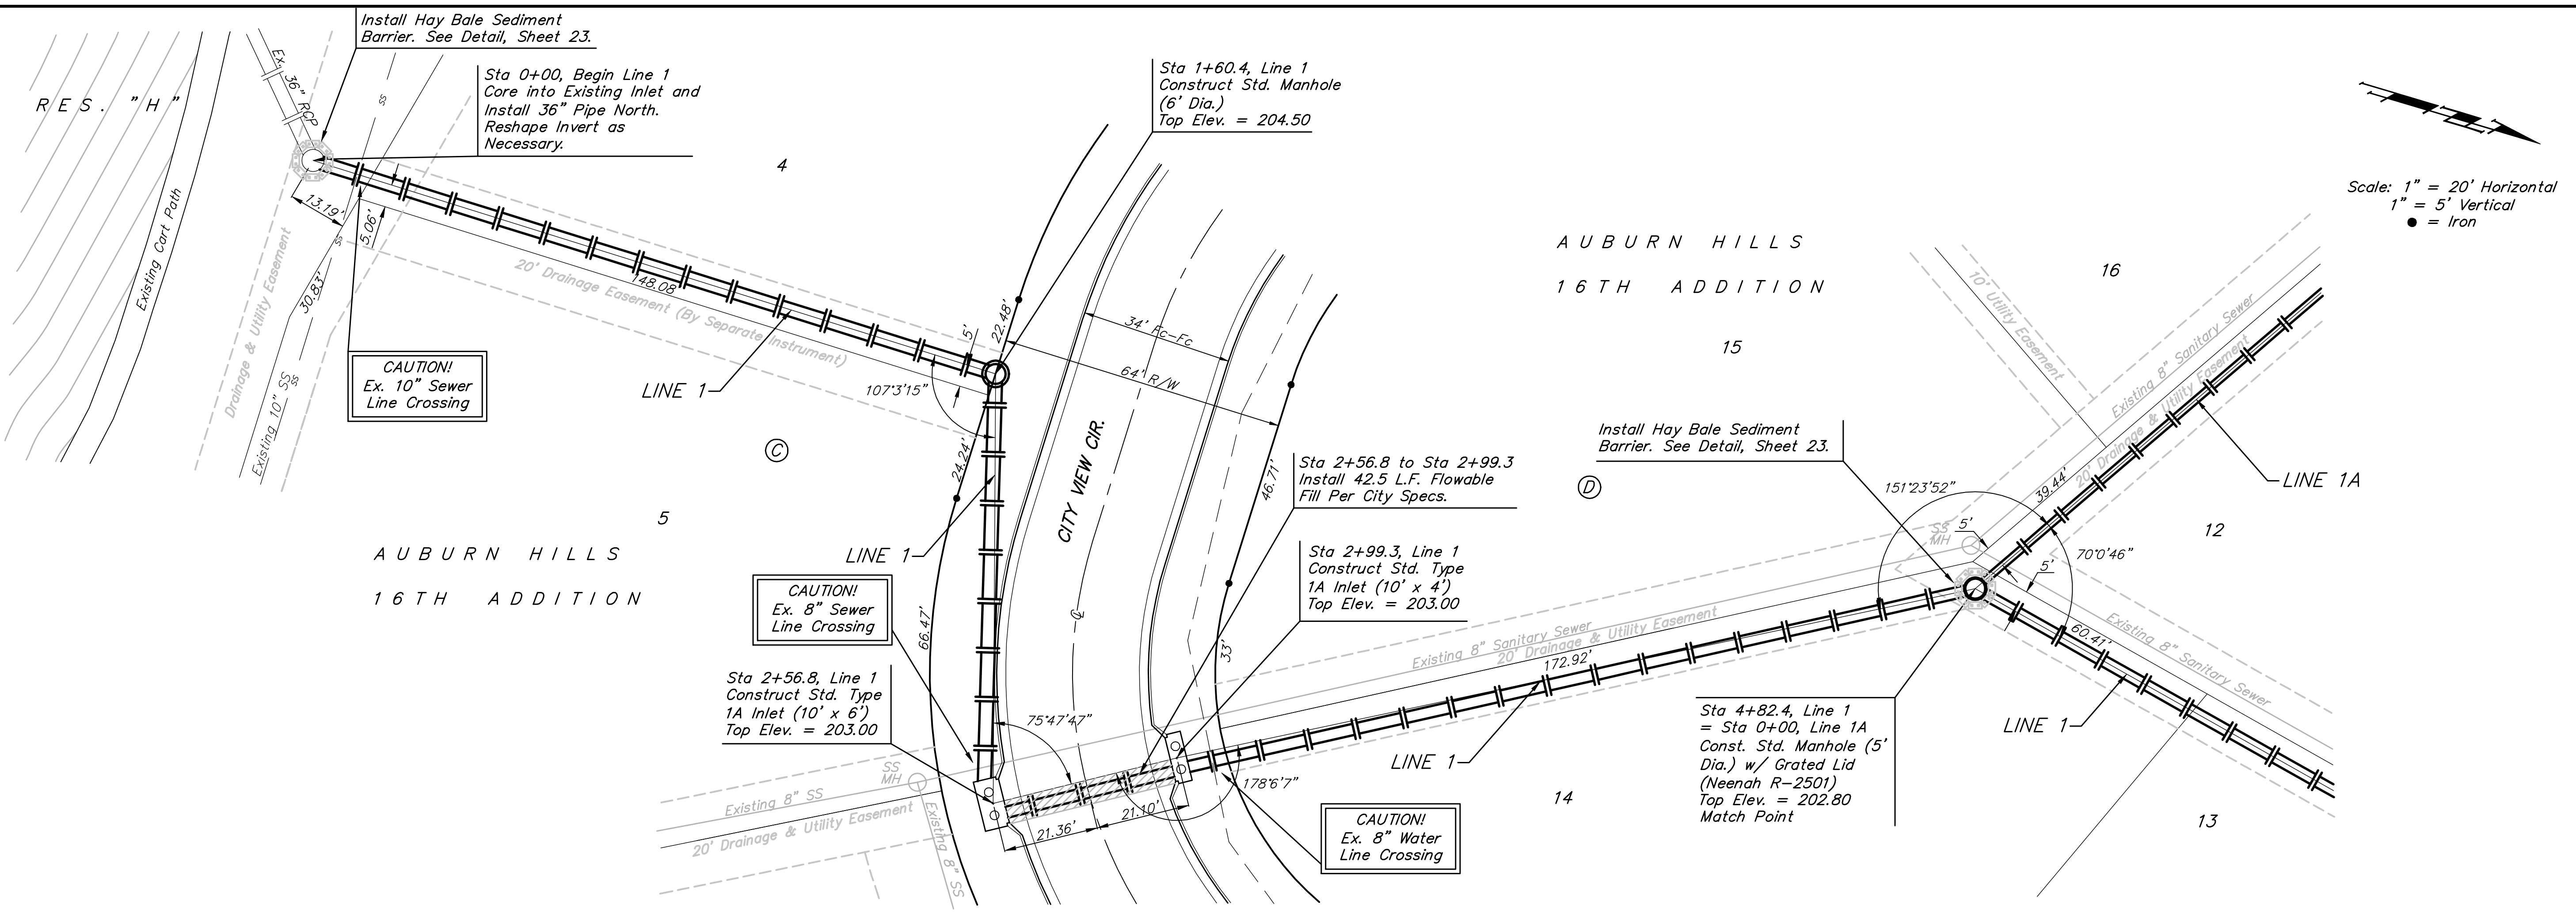 Install Hay Bale Sediment
Barrier. See Detail, Sheet 23.
Sta 0+00, Begin Line 1
Core into Existing Inlet and
Install 36" Pipe North.
Reshape Invert as
Necessary.
Ex. 36" RCP
RES. "H"
Existing Cart Path
SS
13.19'
5.06'
SS
30.83'
Drainage & Utility Easement
Existing 10" SS
SS
CAUTION!
Ex. 10" Sewer
Line Crossing
4
148.08
20' Drainage Easement (By Separate Instrument)
LINE 1
5'
107°3'15"
22.48'
24.24'
C
5
AUBURN HILLS
16TH ADDITION
Sta 1+60.4, Line 1
Construct Std. Manhole
(6' Dia.)
Top Elev. = 204.50
34' Fc-Fc
64' R/W
CITY VIEW CIR.
℄
46.71'
33'
66.47'
LINE 1
CAUTION!
Ex. 8" Sewer
Line Crossing
Sta 2+56.8, Line 1
Construct Std. Type
1A Inlet (10' x 6')
Top Elev. = 203.00
75°47'47"
SS
MH
Existing 8" SS
20' Drainage & Utility Easement
Existing 8" SS
21.36'
21.10'
178°6'7"
Sta 2+56.8 to Sta 2+99.3
Install 42.5 L.F. Flowable
Fill Per City Specs.
Sta 2+99.3, Line 1
Construct Std. Type
1A Inlet (10' x 4')
Top Elev. = 203.00
CAUTION!
Ex. 8" Water
Line Crossing
LINE 1
Existing 8" Sanitary Sewer
20' Drainage & Utility Easement
172.92'
14
AUBURN HILLS
16TH ADDITION
15
D
Install Hay Bale Sediment
Barrier. See Detail, Sheet 23.
151°23'52"
SS
MH
5'
39.44'
5'
70°0'46"
60.41'
Sta 4+82.4, Line 1
= Sta 0+00, Line 1A
Const. Std. Manhole (5'
Dia.) w/ Grated Lid
(Neenah R-2501)
Top Elev. = 202.80
Match Point
LINE 1
Existing 8" Sanitary Sewer
13
12
LINE 1A
Existing 8" Sanitary Sewer
20' Drainage & Utility Easement
10' Utility Easement
16
Scale: 1" = 20' Horizontal
1" = 5' Vertical
● = Iron